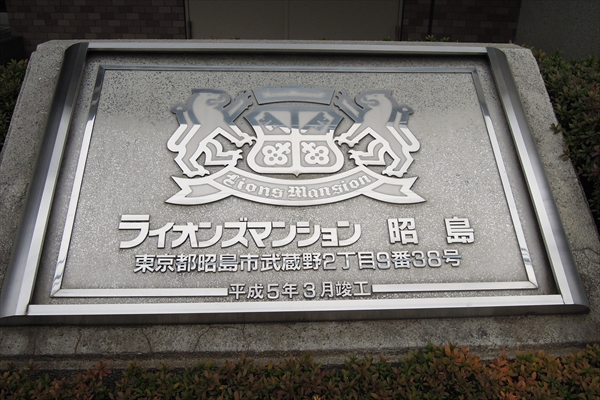 Lions Mansion
ライオンズマンション 昭島
東京都昭島市武蔵野2丁目9番38号
平成5年3月竣工